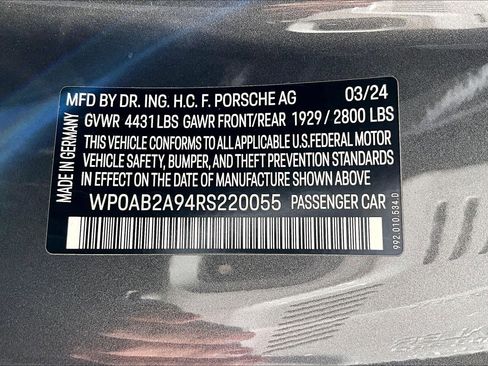 MFD BY DR. ING. H.C. F. PORSCHE AG 03/24
GVWR 4431 LBS GAWR FRONT/REAR 1929 / 2800 LBS
THIS VEHICLE CONFORMS TO ALL APPLICABLE U.S.FEDERAL MOTOR
VEHICLE SAFETY, BUMPER, AND THEFT PREVENTION STANDARDS
IN EFFECT ON THE DATE OF MANUFACTURE SHOWN ABOVE
WP0AB2A94RS220055 PASSENGER CAR
MADE IN GERMANY
992.010.534.D